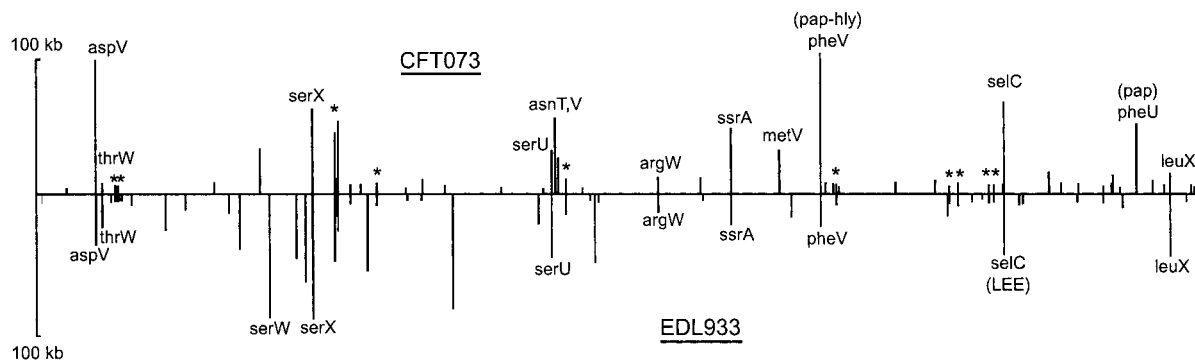 100 kb
aspV
CFT073
(pap-hly)
pheV
serX
*
asnT,V
ssrA
selC
(pap)
pheU
thrW
**
*
serU
*
argW
metV
*
**
**
leuX
thrW
aspV
argW
ssrA
pheV
serU
selC
(LEE)
leuX
serW
serX
EDL933
100 kb